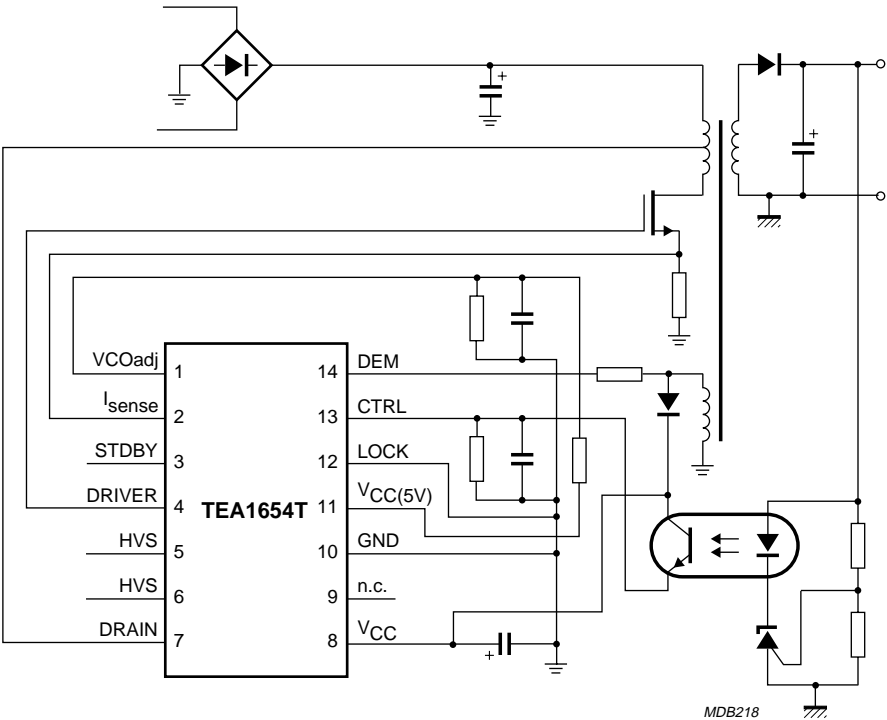 +
+
VCOadj
1
14
DEM
Isense
2
13
CTRL
STDBY
3
12
LOCK
DRIVER
4
TEA1654T
11
VCC(5V)
HVS
5
10
GND
HVS
6
9
n.c.
DRAIN
7
8
VCC
+
MDB218